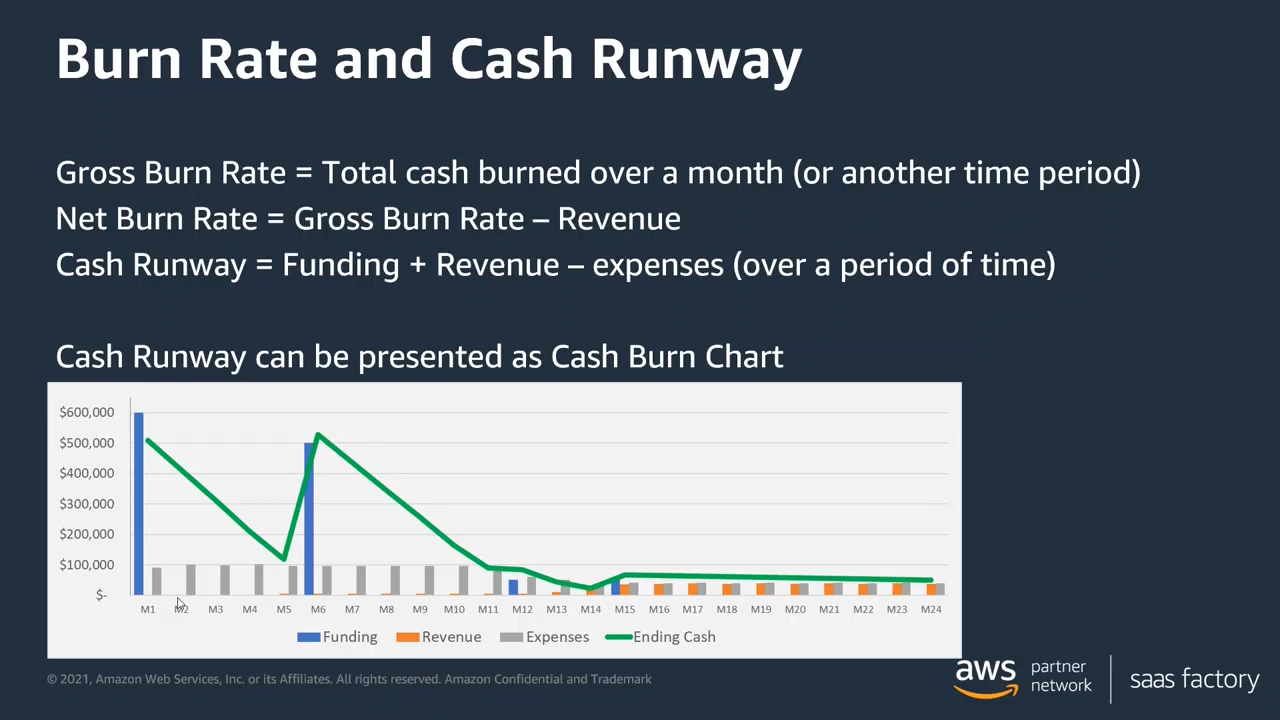 Burn Rate and Cash Runway
Gross Burn Rate = Total cash burned over a month (or another time period)
Net Burn Rate = Gross Burn Rate – Revenue
Cash Runway = Funding + Revenue – expenses (over a period of time)
Cash Runway can be presented as Cash Burn Chart
$600,000
$500,000
$400,000
$300,000
$200,000
$100,000
$-
M1 M2 M3 M4 M5 M6 M7 M8 M9 M10 M11 M12 M13 M14 M15 M16 M17 M18 M19 M20 M21 M22 M23 M24
Funding Revenue Expenses Ending Cash
© 2021, Amazon Web Services, Inc. or its Affiliates. All rights reserved. Amazon Confidential and Trademark
aws partner network | saas factory